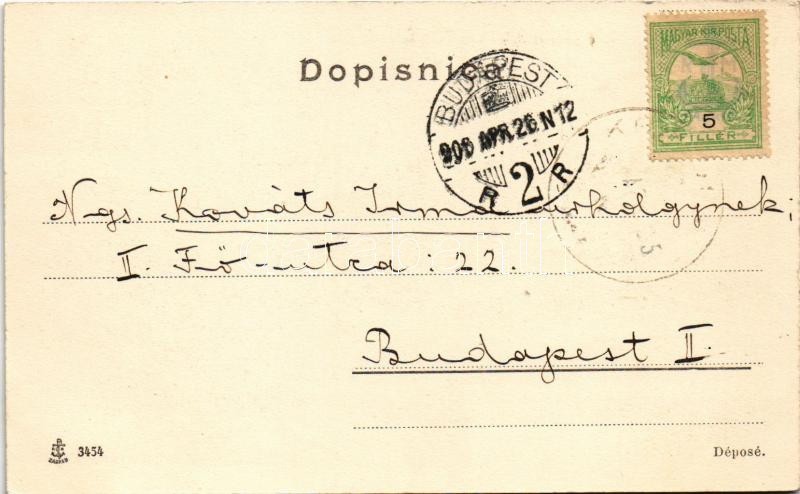 MAGYAR KIR. POSTA
5
FILLÉR
Dopisnica
BUDAPEST
906 APR. 26 N 12
R 2 R
Ngs. Kováts Irma úrhölgynek;
II. Fő-utca: 22.
Budapest II.
3454
Déposé.